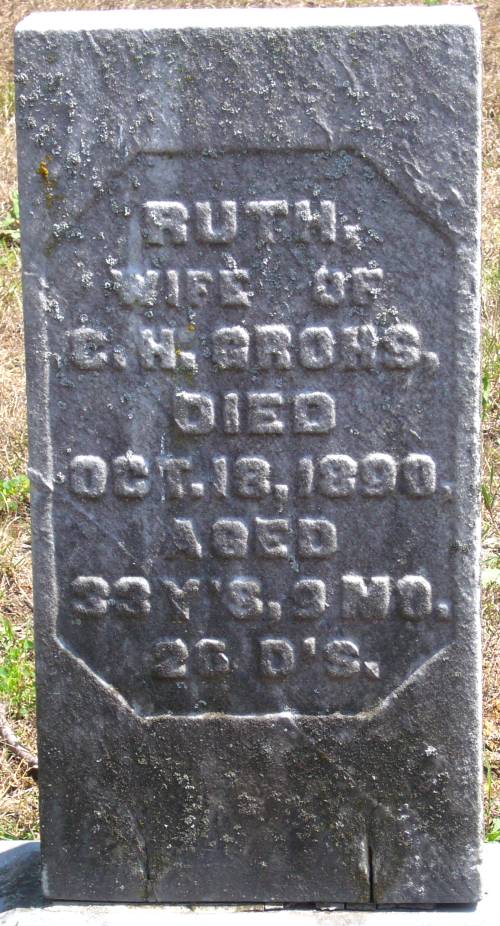 RUTH.
WIFE OF
C. H. GROHS.
DIED
OCT. 18, 1890.
AGED
33 Y'S, 9 MO.
26 D'S.